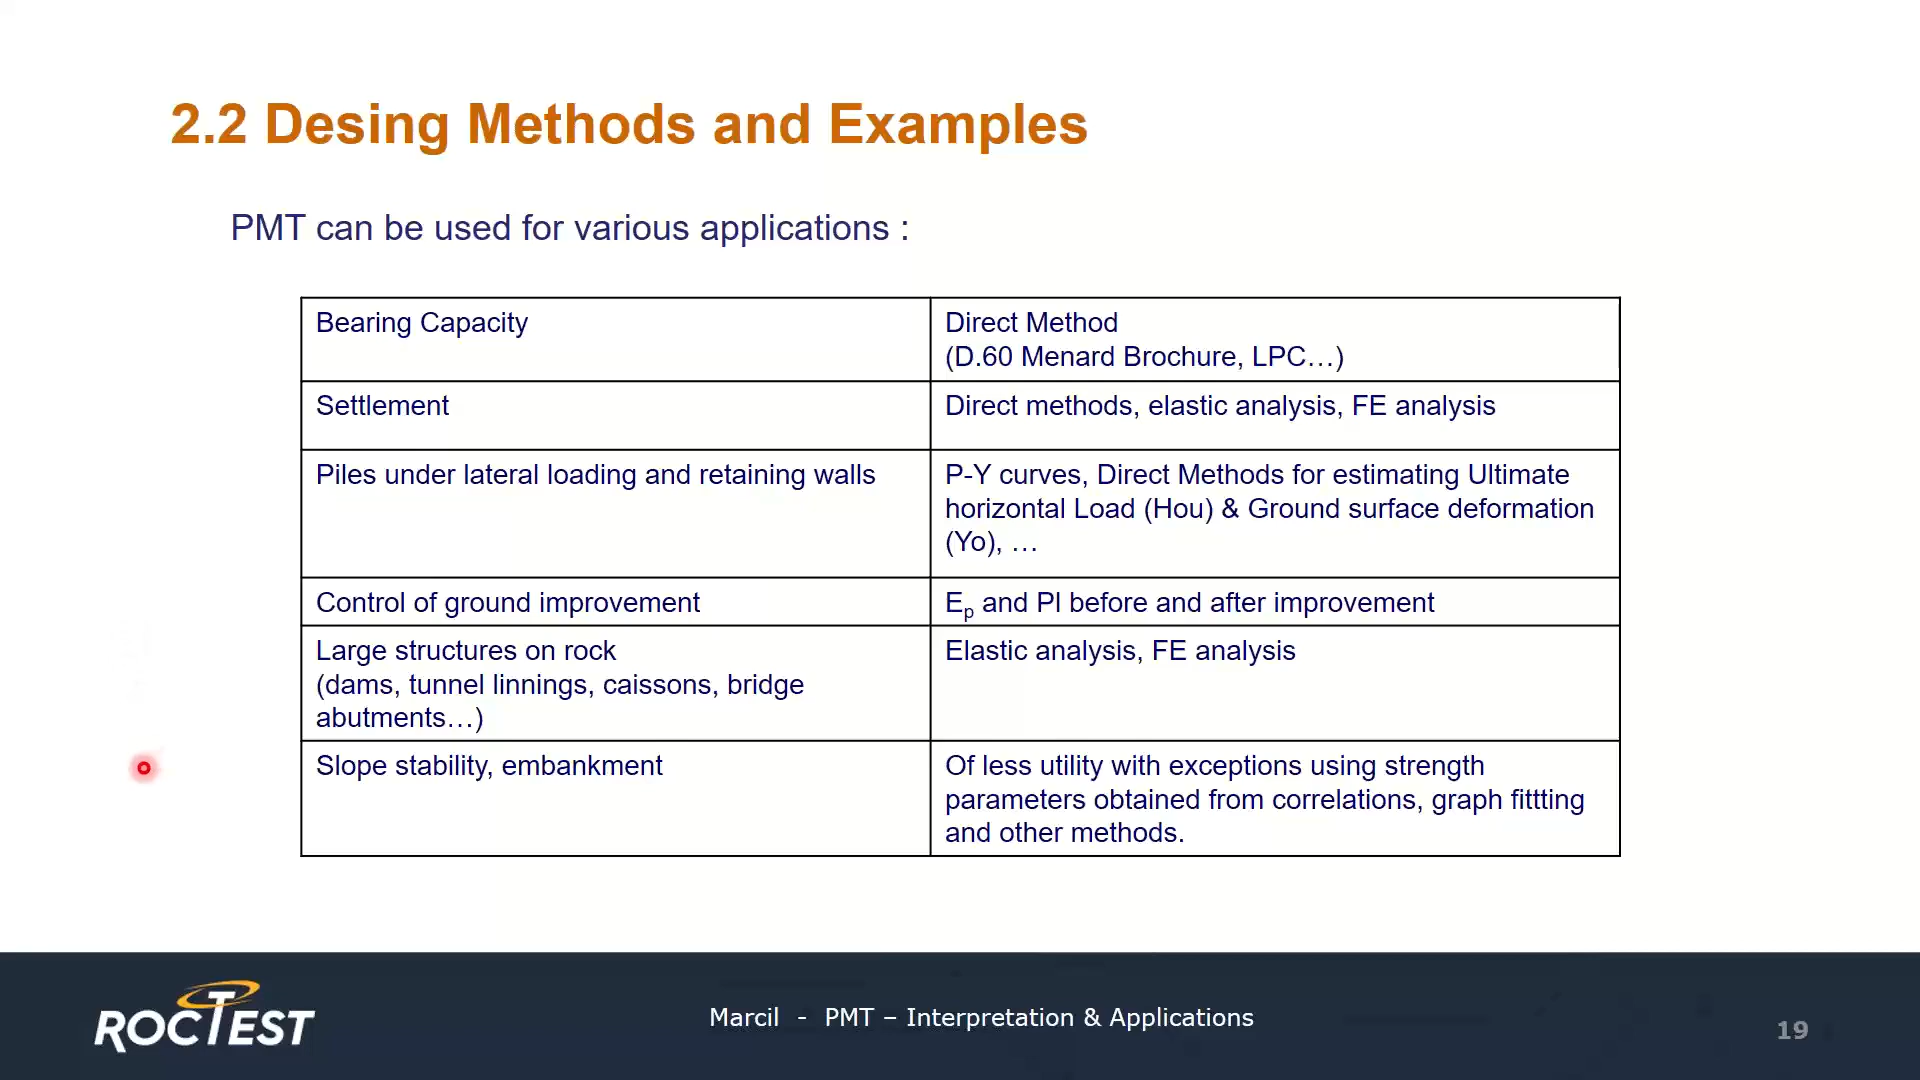 2.2 Desing Methods and Examples
PMT can be used for various applications :
Bearing Capacity
Direct Method
(D.60 Menard Brochure, LPC…)
Settlement
Direct methods, elastic analysis, FE analysis
Piles under lateral loading and retaining walls
P-Y curves, Direct Methods for estimating Ultimate
horizontal Load (Hou) & Ground surface deformation
(Yo), …
Control of ground improvement
Ep and Pl before and after improvement
Large structures on rock
(dams, tunnel linnings, caissons, bridge
abutments…)
Elastic analysis, FE analysis
Slope stability, embankment
Of less utility with exceptions using strength
parameters obtained from correlations, graph fittting
and other methods.
ROCTEST
Marcil - PMT – Interpretation & Applications
19